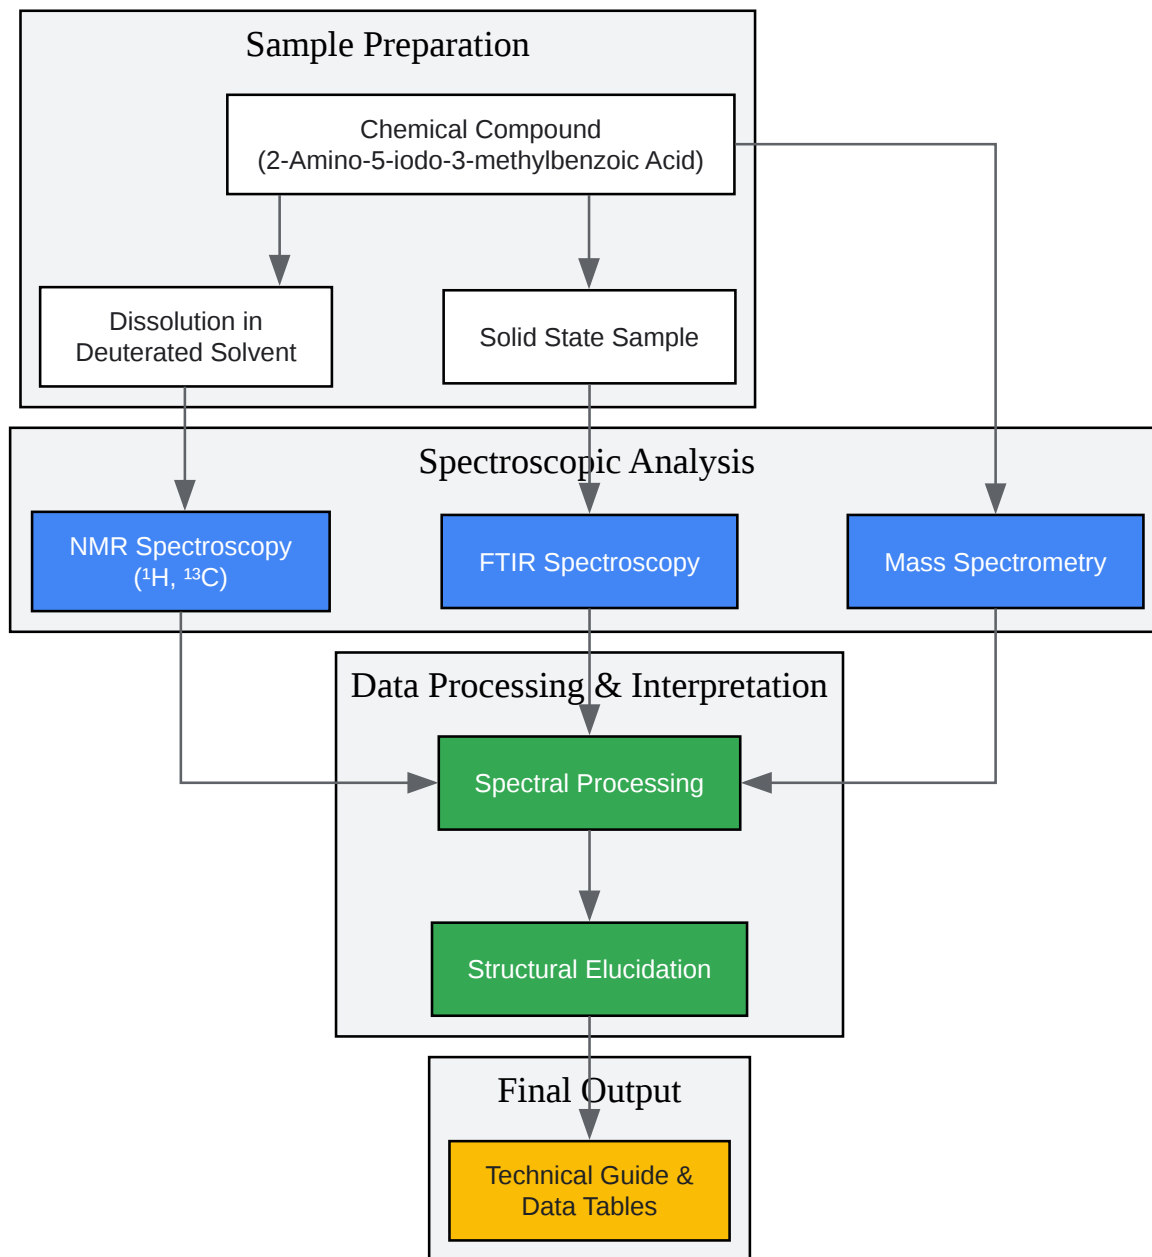 Sample Preparation
Chemical Compound
(2-Amino-5-iodo-3-methylbenzoic Acid)
Dissolution in
Deuterated Solvent
Solid State Sample
Spectroscopic Analysis
NMR Spectroscopy
(¹H, ¹³C)
FTIR Spectroscopy
Mass Spectrometry
Data Processing & Interpretation
Spectral Processing
Structural Elucidation
Final Output
Technical Guide &
Data Tables